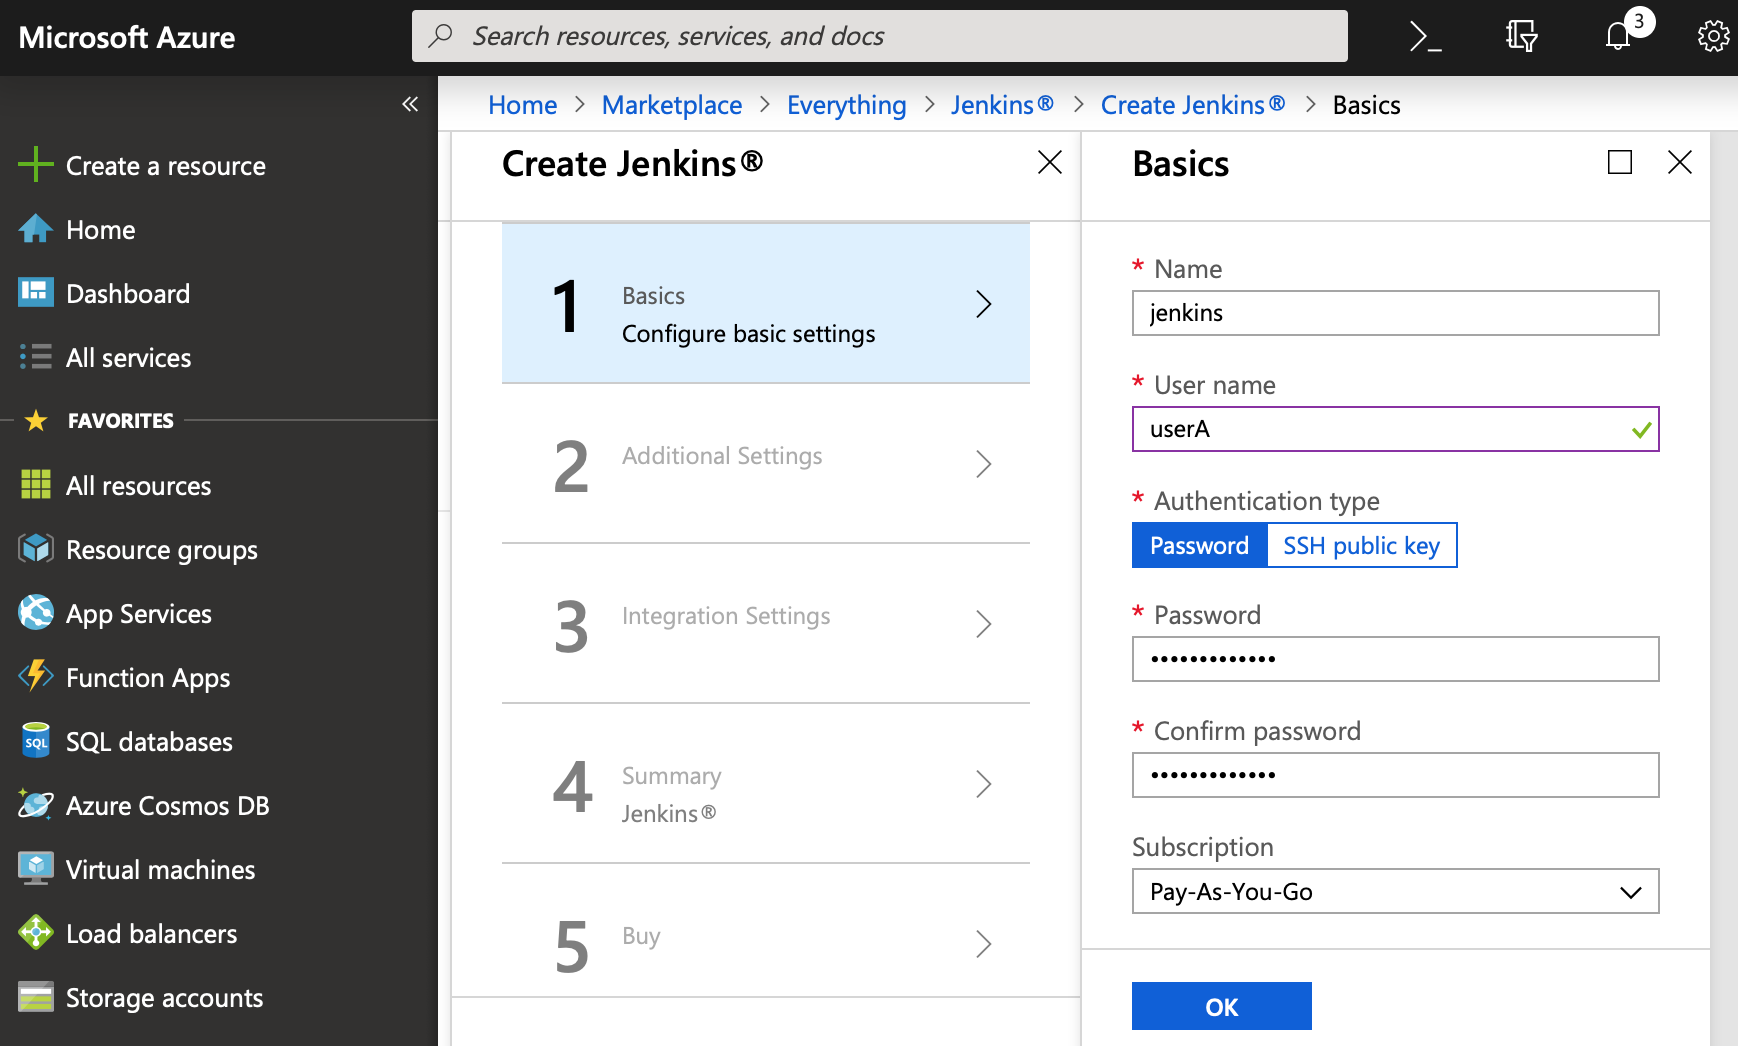 Microsoft Azure
Search resources, services, and docs
3
Home > Marketplace > Everything > Jenkins® > Create Jenkins® > Basics
«
Create a resource
Home
Dashboard
All services
FAVORITES
All resources
Resource groups
App Services
Function Apps
SQL
SQL databases
Azure Cosmos DB
Virtual machines
Load balancers
Storage accounts
Create Jenkins®
1
Basics
Configure basic settings
2
Additional Settings
3
Integration Settings
4
Summary
Jenkins®
5
Buy
Basics
* Name
jenkins
* User name
userA
* Authentication type
Password SSH public key
* Password
•••••••••••••
* Confirm password
•••••••••••••
Subscription
Pay-As-You-Go
OK